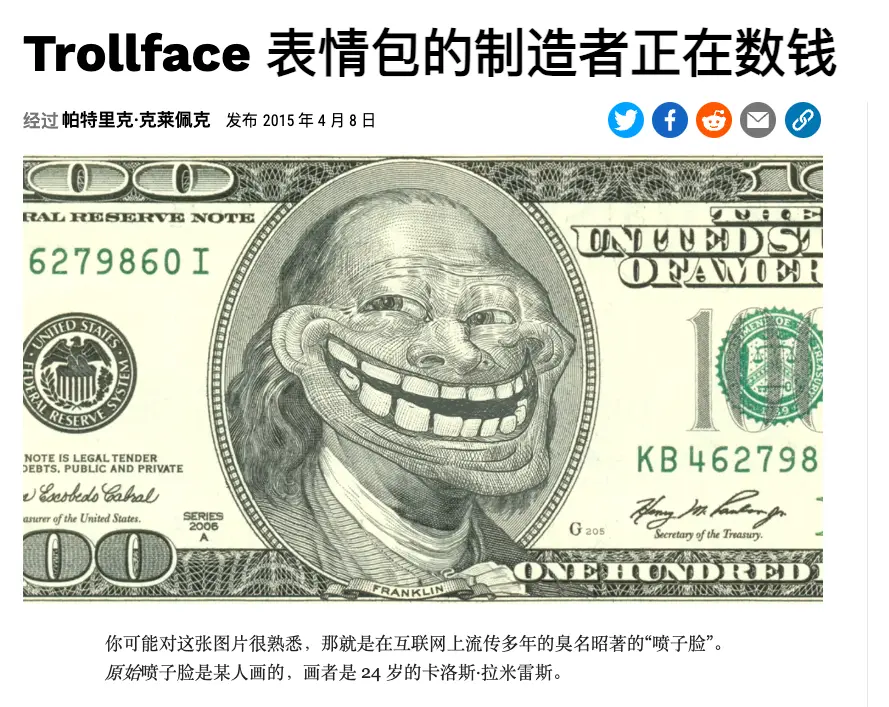 Trollface 表情包的制造者正在数钱
经过 帕特里克·克莱佩克 发布 2015 年 4 月 8 日
RAL RESERVE NOTE
6279860 I
UNITED STATES
FEDERAL RESERVE SYSTEM
THE
UNITED ST
OF AMER
100
KB 462798
NOTE IS LEGAL TENDER
DEBTS, PUBLIC AND PRIVATE
Escobedo Cabral
asurer of the United States.
SERIES
2006
A
G 205
Secretary of the Treasury.
FRANKLIN
ONE HUNDRED
你可能对这张图片很熟悉，那就是在互联网上流传多年的臭名昭著的“喷子脸”。
原始喷子脸是某人画的，画者是 24 岁的卡洛斯·拉米雷斯。